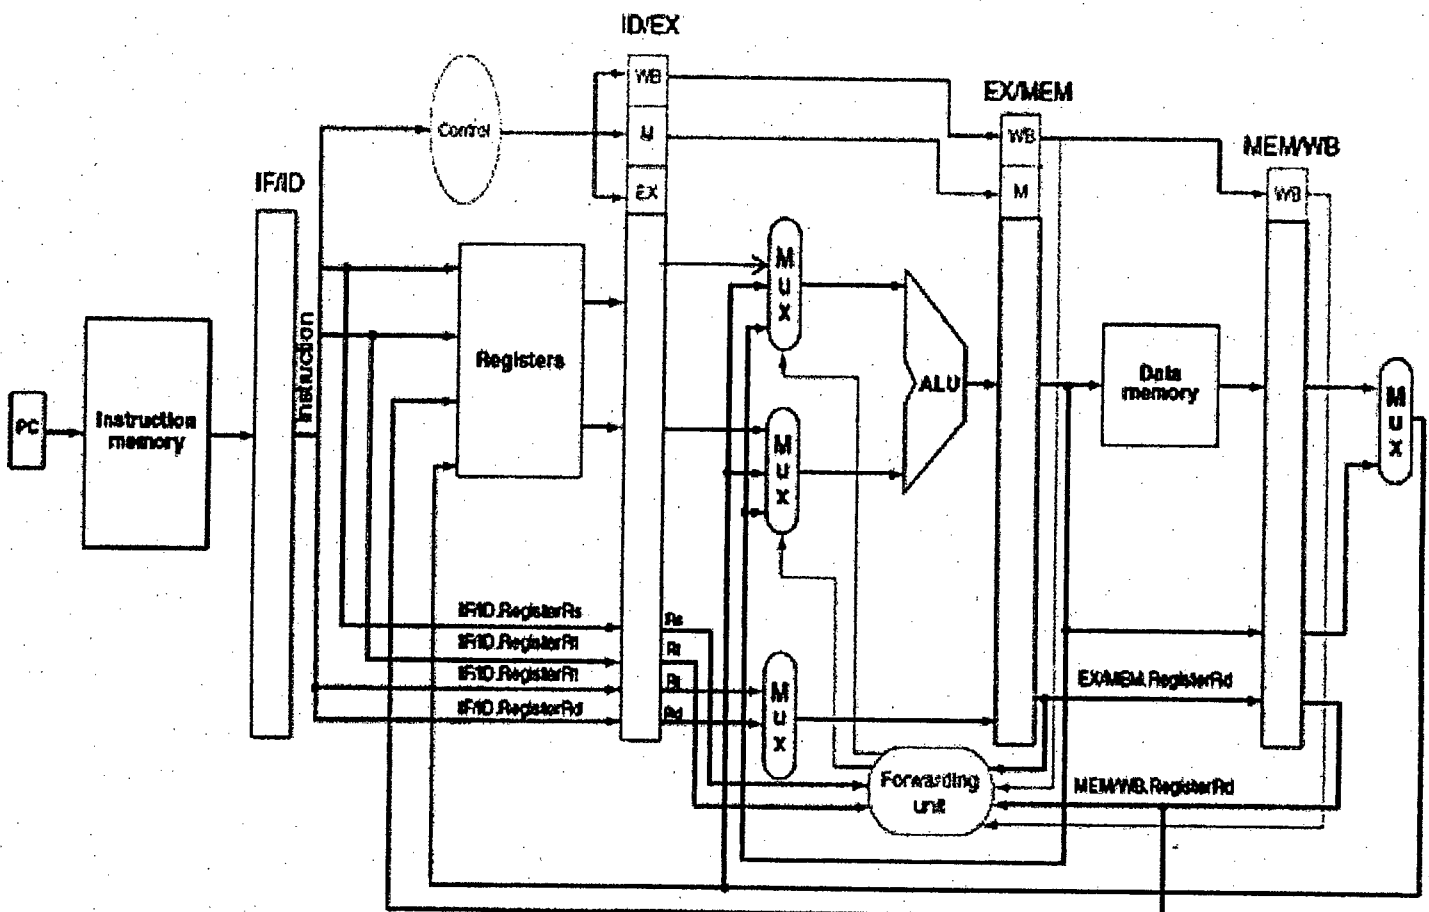 ID/EX
WB
EX/MEM
Control
M
WB
MEM/WB
IF/ID
EX
M
WB
M
u
x
Instruction
Registers
ALU
Data
memory
M
u
x
PC
Instruction
memory
M
u
x
IF/ID.RegisterRs
Rs
IF/ID.RegisterRt
Rt
IF/ID.RegisterRt
Rt
EX/MEM.RegisterRd
IF/ID.RegisterRd
Rd
M
u
x
Forwarding
unit
MEM/WB.RegisterRd